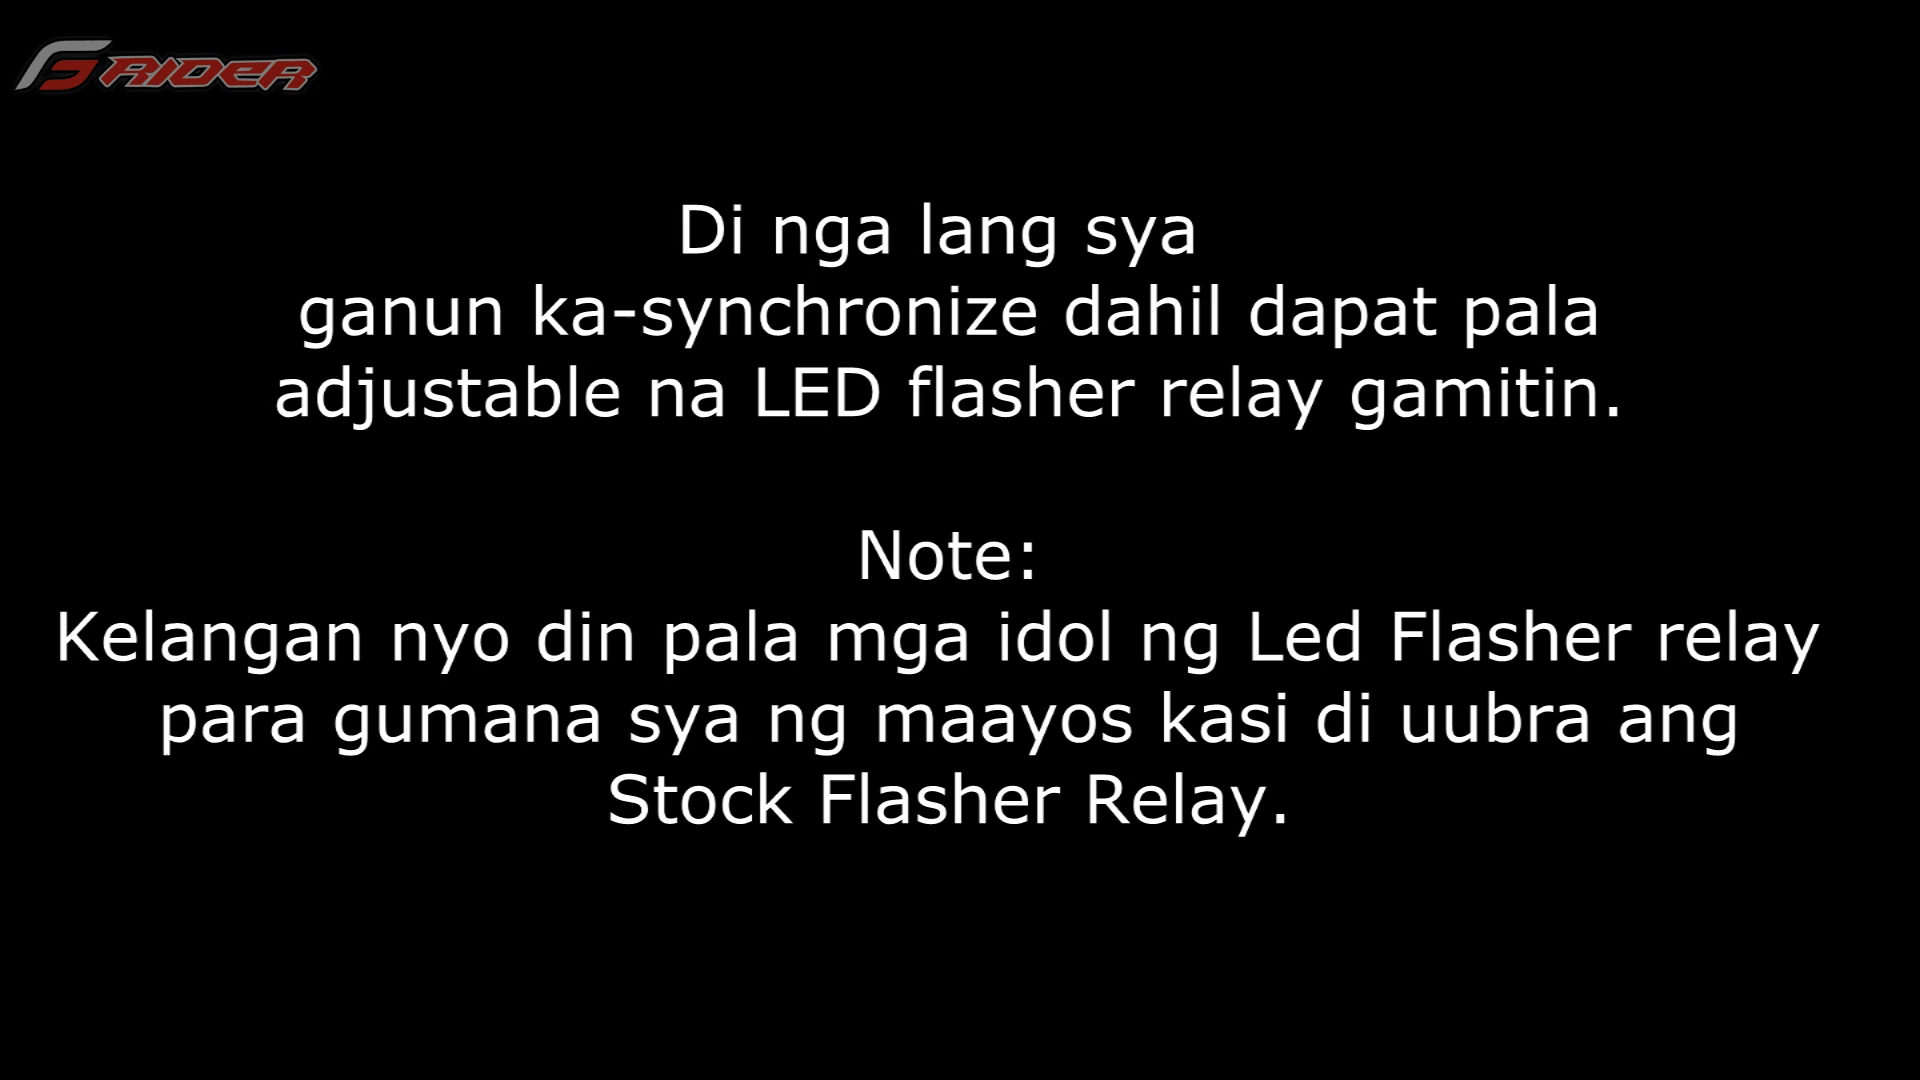 RIDER
Di nga lang sya
ganun ka-synchronize dahil dapat pala
adjustable na LED flasher relay gamitin.
Note:
Kelangan nyo din pala mga idol ng Led Flasher relay
para gumana sya ng maayos kasi di uubra ang
Stock Flasher Relay.